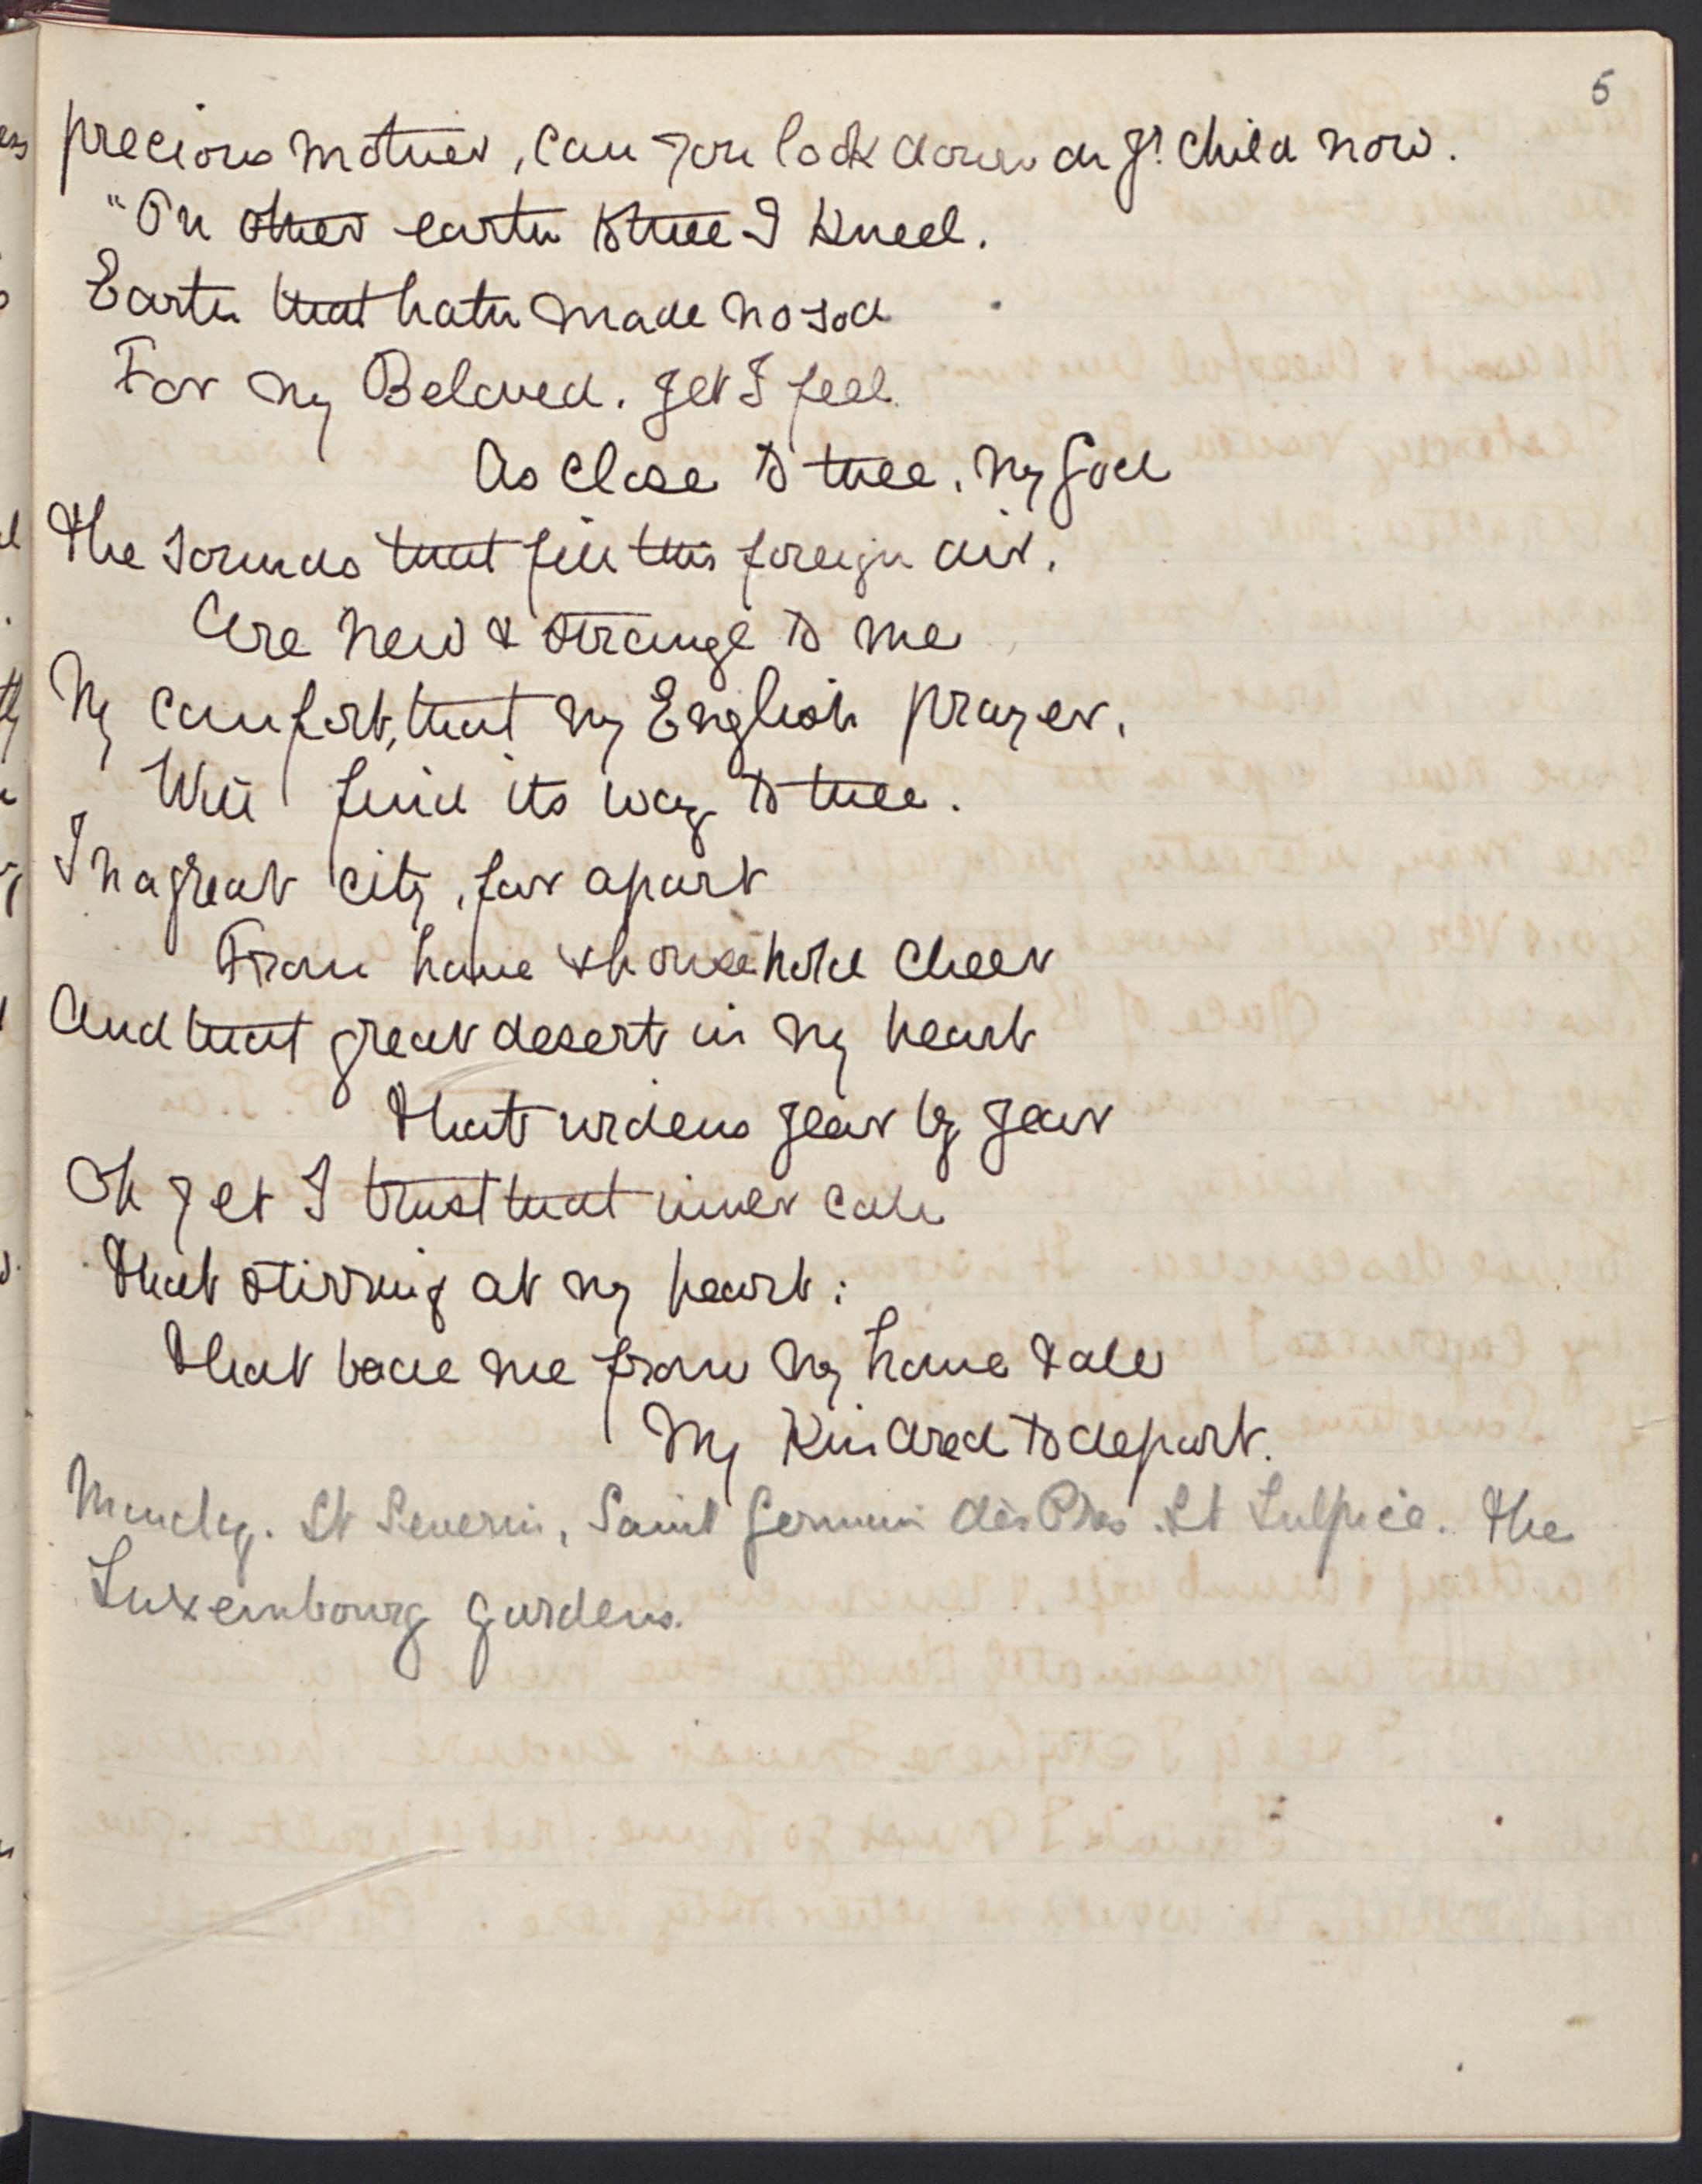 5
precious mother, can you look down on yr child now.
"On other earth to thee I kneel.
Earth that hath made no sod
For my Beloved. yet I feel
As close to thee, my God
The sounds that fill this foreign air,
Are new & strange to me
My comfort, that my English prayer,
Will find its way to thee.
In a great city, far apart
From home & household cheer
And that great desert in my heart
That widens year by year
Oh yet I trust that inner call
That stirring at my heart:
That bade me from my home & all
My Kindred to depart.
Monday. St Severin, Saint Germain des Pres. St Sulpice. The
Luxembourg gardens.